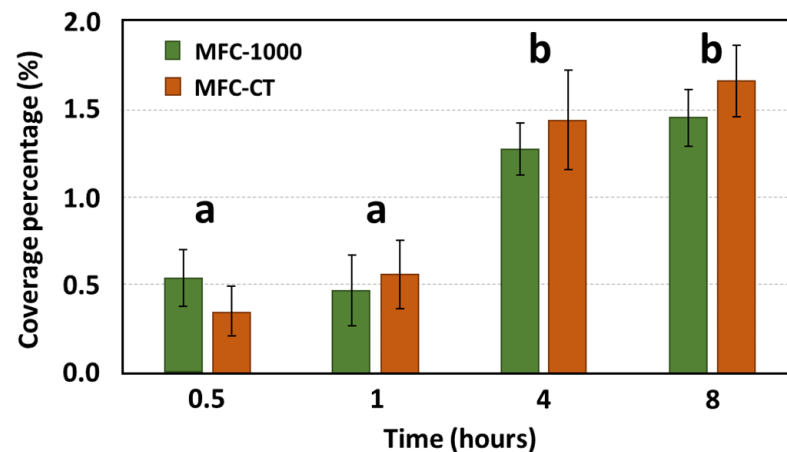 2.0
MFC-1000
MFC-CT
b
b
1.5
1.0
a
a
0.5
0.0
Coverage percentage (%)
0.5
1
4
8
Time (hours)